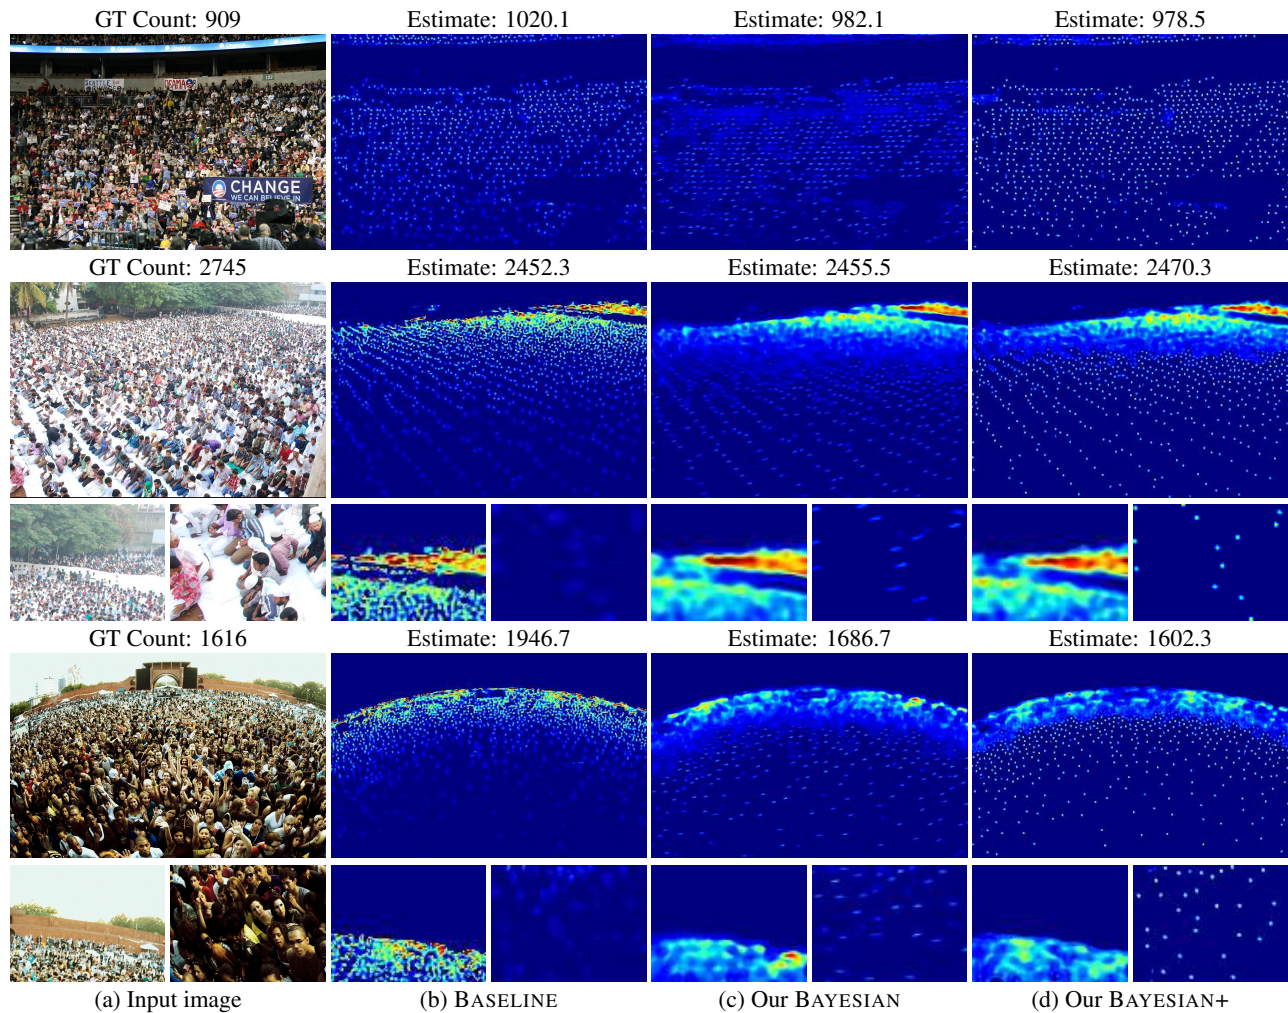 GT Count: 909 Estimate: 1020.1 Estimate: 982.1 Estimate: 978.5
SEATTLE
OBAMA
CHANGE
WE CAN BELIEVE IN
GT Count: 2745 Estimate: 2452.3 Estimate: 2455.5 Estimate: 2470.3
GT Count: 1616 Estimate: 1946.7 Estimate: 1686.7 Estimate: 1602.3
(a) Input image (b) BASELINE (c) Our BAYESIAN (d) Our BAYESIAN+